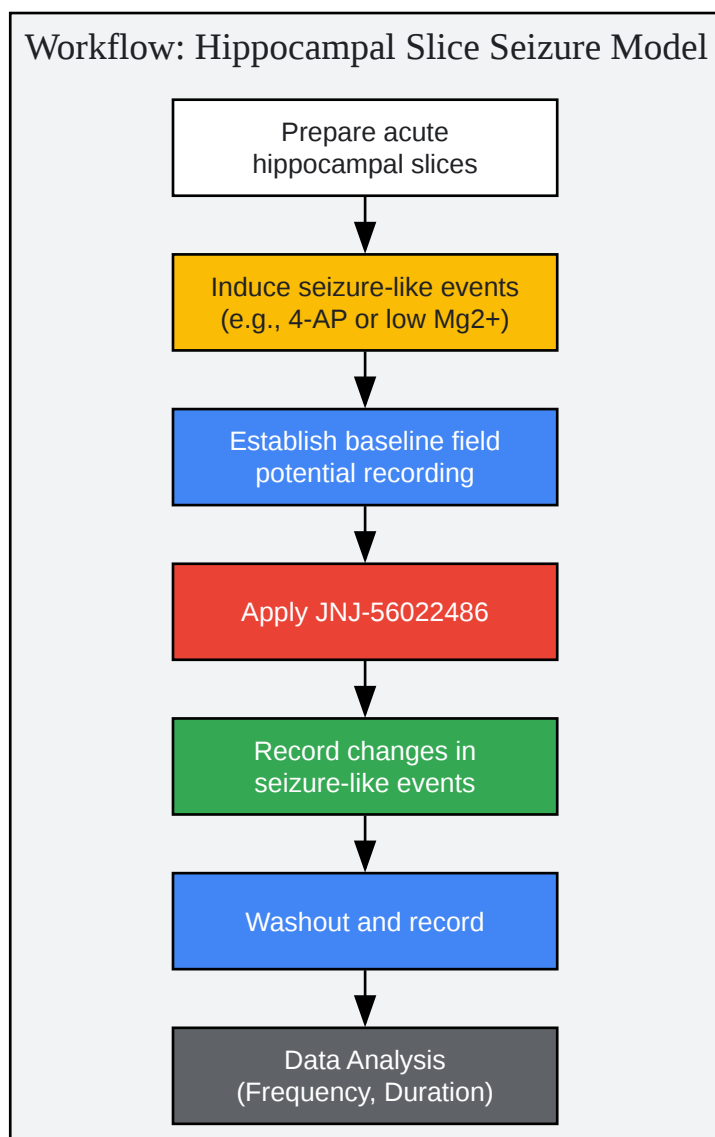 Workflow: Hippocampal Slice Seizure Model
Prepare acute
hippocampal slices
Induce seizure-like events
(e.g., 4-AP or low Mg2+)
Establish baseline field
potential recording
Apply JNJ-56022486
Record changes in
seizure-like events
Washout and record
Data Analysis
(Frequency, Duration)